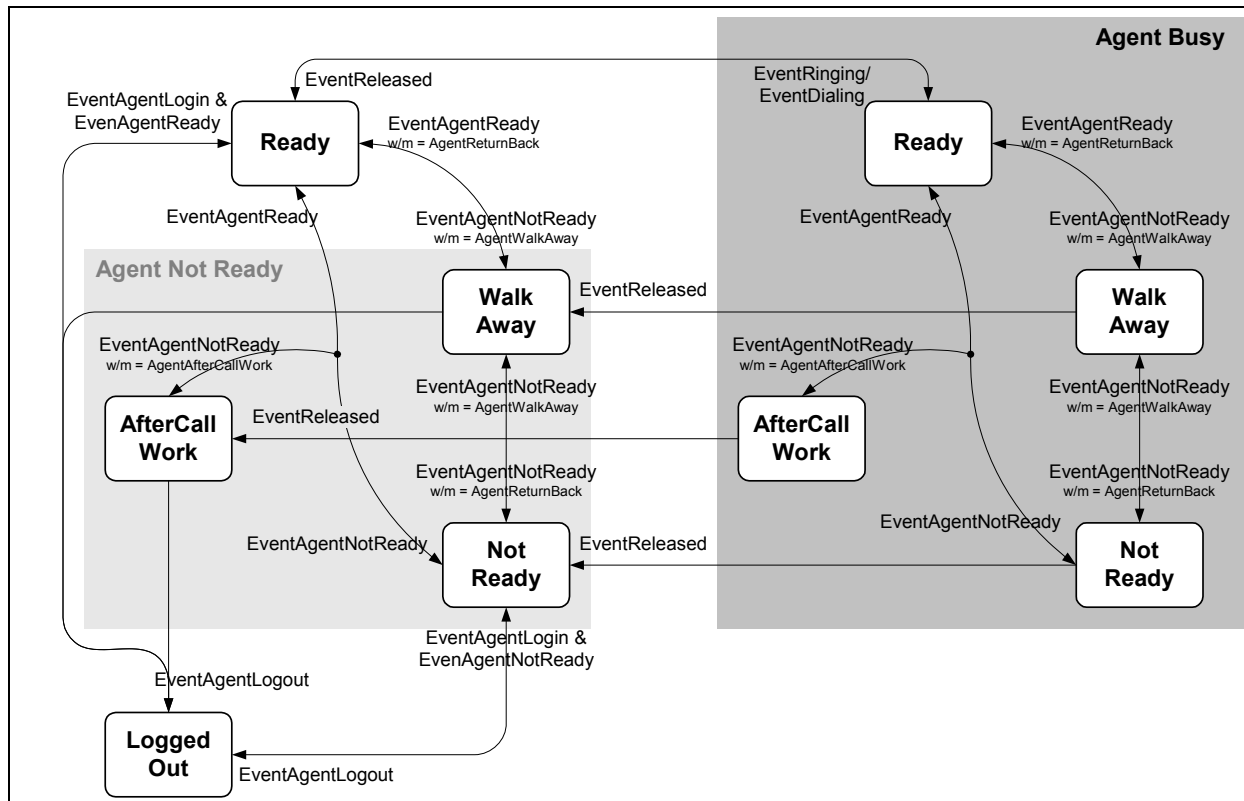 Agent Busy
EventReleased
EventRinging/
EventDialing
EventAgentLogin &
EvenAgentReady
Ready
EventAgentReady
w/m = AgentReturnBack
Ready
EventAgentReady
w/m = AgentReturnBack
EventAgentReady
EventAgentNotReady
w/m = AgentWalkAway
EventAgentReady
EventAgentNotReady
w/m = AgentWalkAway
Agent Not Ready
Walk
Away
EventReleased
Walk
Away
EventAgentNotReady
w/m = AgentAfterCallWork
EventAgentNotReady
w/m = AgentAfterCallWork
EventAgentNotReady
w/m = AgentWalkAway
EventAgentNotReady
w/m = AgentWalkAway
AfterCall
Work
EventReleased
AfterCall
Work
EventAgentNotReady
w/m = AgentReturnBack
EventAgentNotReady
w/m = AgentReturnBack
EventAgentNotReady
Not
Ready
EventReleased
EventAgentNotReady
Not
Ready
EventAgentLogin &
EvenAgentNotReady
EventAgentLogout
Logged
Out
EventAgentLogout